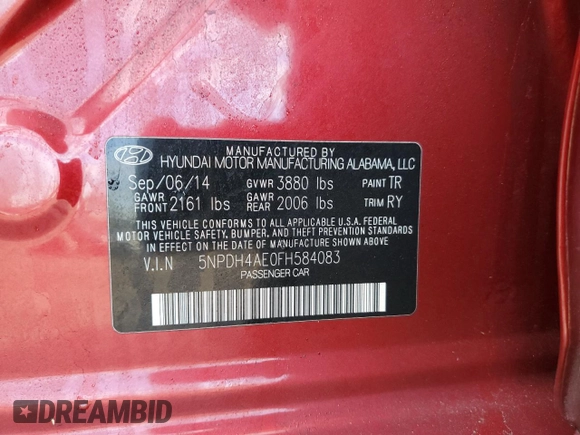 MANUFACTURED BY
HYUNDAI MOTOR MANUFACTURING ALABAMA, LLC
Sep/06/14 GVWR 3880 lbs PAINT TR
GAWR FRONT 2161 lbs GAWR REAR 2006 lbs TRIM RY
THIS VEHICLE CONFORMS TO ALL APPLICABLE U.S.A. FEDERAL
MOTOR VEHICLE SAFETY, BUMPER, AND THEFT PREVENTION STANDARDS
IN EFFECT ON THE DATE OF MANUFACTURE SHOWN ABOVE.
V.I.N 5NPDH4AE0FH584083
PASSENGER CAR
DREAMBID